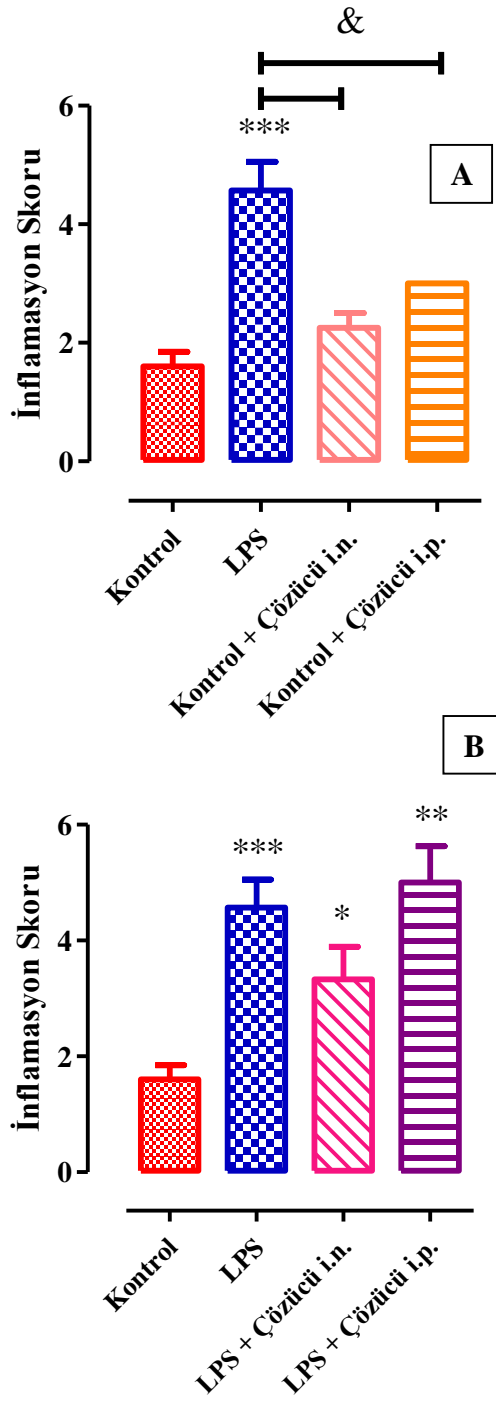 &
***
A
6
4
2
0
İnflamasyon Skoru
Kontrol
LPS
Kontrol + Çözücü i.n.
Kontrol + Çözücü i.p.
B
**
***
*
6
4
2
0
İnflamasyon Skoru
Kontrol
LPS
LPS + Çözücü i.n.
LPS + Çözücü i.p.